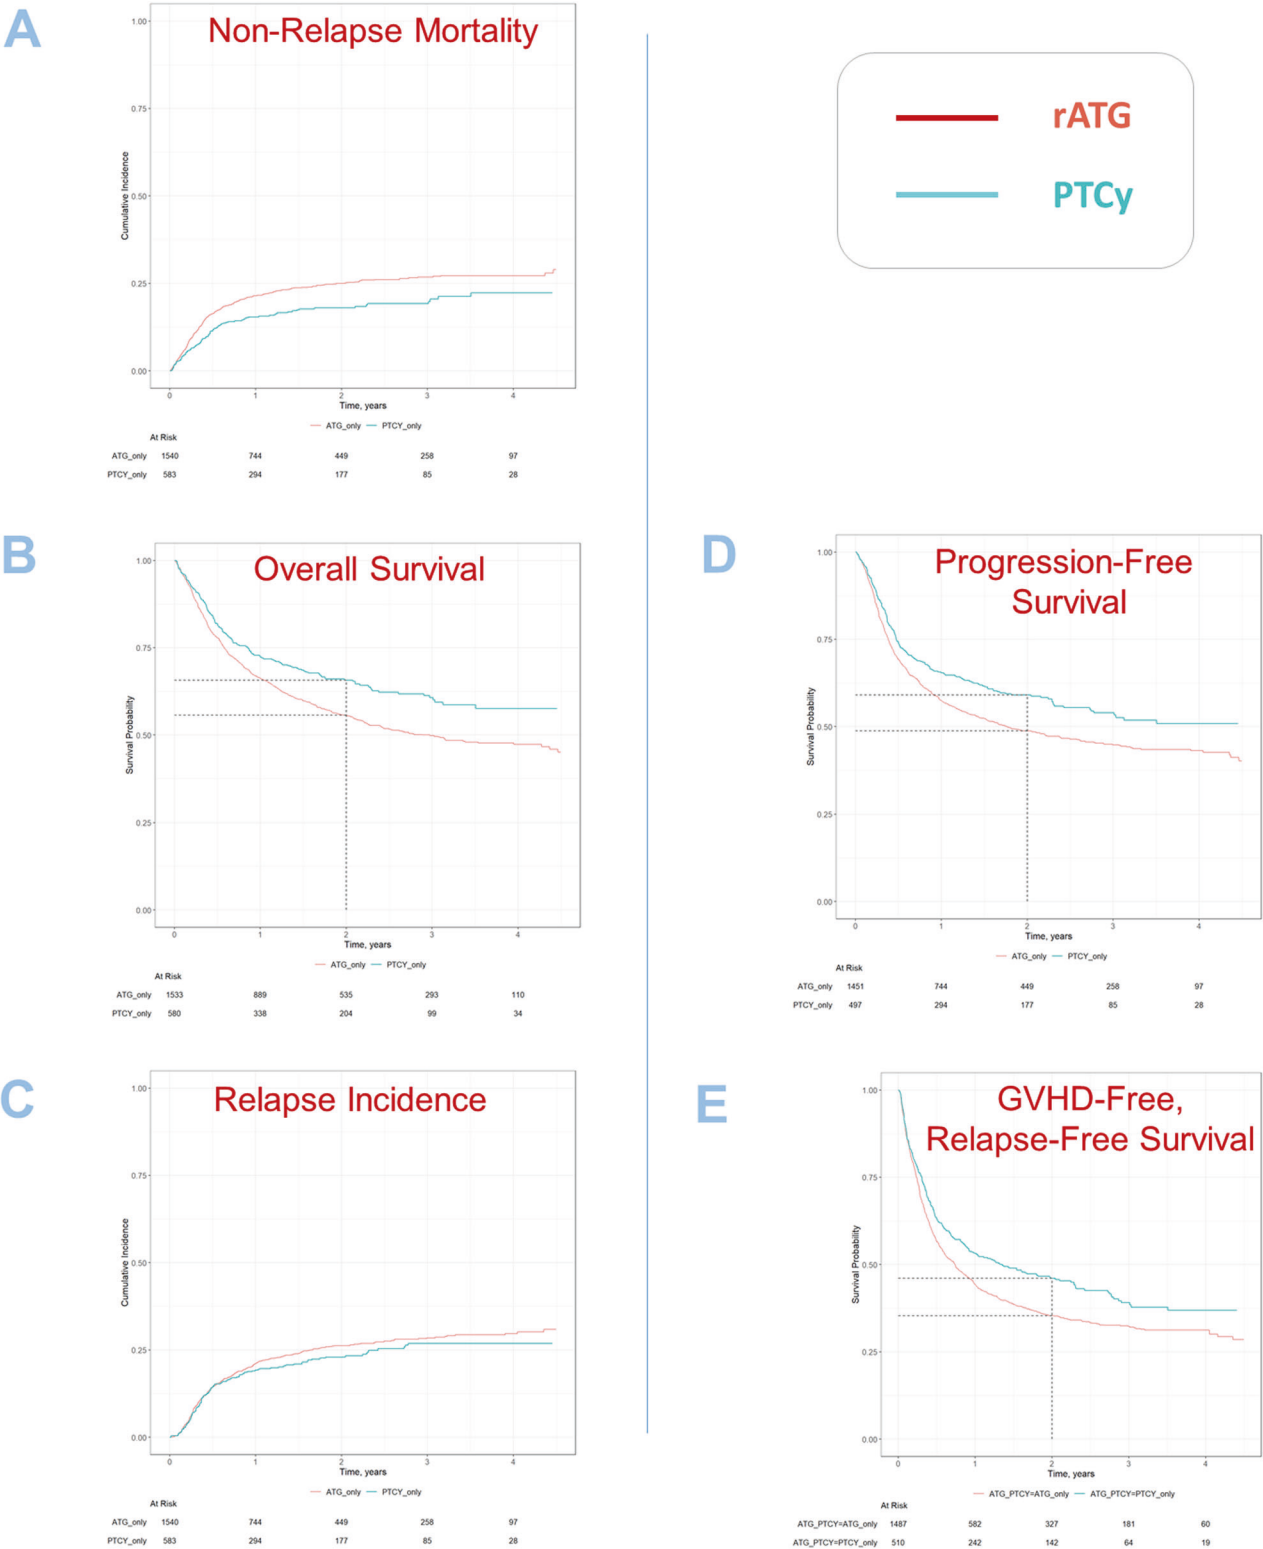 A
Non-Relapse Mortality
1.00
0.75
0.50
0.25
0.00
Cumulative Incidence
0 1 2 3 4
Time, years
ATG_only PTCY_only
At Risk
ATG_only 1540 744 449 258 97
PTCY_only 583 294 177 85 28
rATG
PTCy
B
Overall Survival
1.00
0.75
0.50
0.25
0.00
Survival Probability
0 1 2 3 4
Time, years
ATG_only PTCY_only
At Risk
ATG_only 1533 889 535 293 110
PTCY_only 580 338 204 99 34
C
Relapse Incidence
1.00
0.75
0.50
0.25
0.00
Cumulative Incidence
0 1 2 3 4
Time, years
ATG_only PTCY_only
At Risk
ATG_only 1540 744 449 258 97
PTCY_only 583 294 177 85 28
D
Progression-Free
Survival
1.00
0.75
0.50
0.25
0.00
Survival Probability
0 1 2 3 4
Time, years
ATG_only PTCY_only
At Risk
ATG_only 1451 744 449 258 97
PTCY_only 497 294 177 85 28
E
GVHD-Free,
Relapse-Free Survival
1.00
0.75
0.50
0.25
0.00
Survival Probability
0 1 2 3 4
Time, years
ATG_PTCY=ATG_only ATG_PTCY=PTCY_only
At Risk
ATG_PTCY=ATG_only 1487 582 327 181 60
ATG_PTCY=PTCY_only 510 242 142 64 19